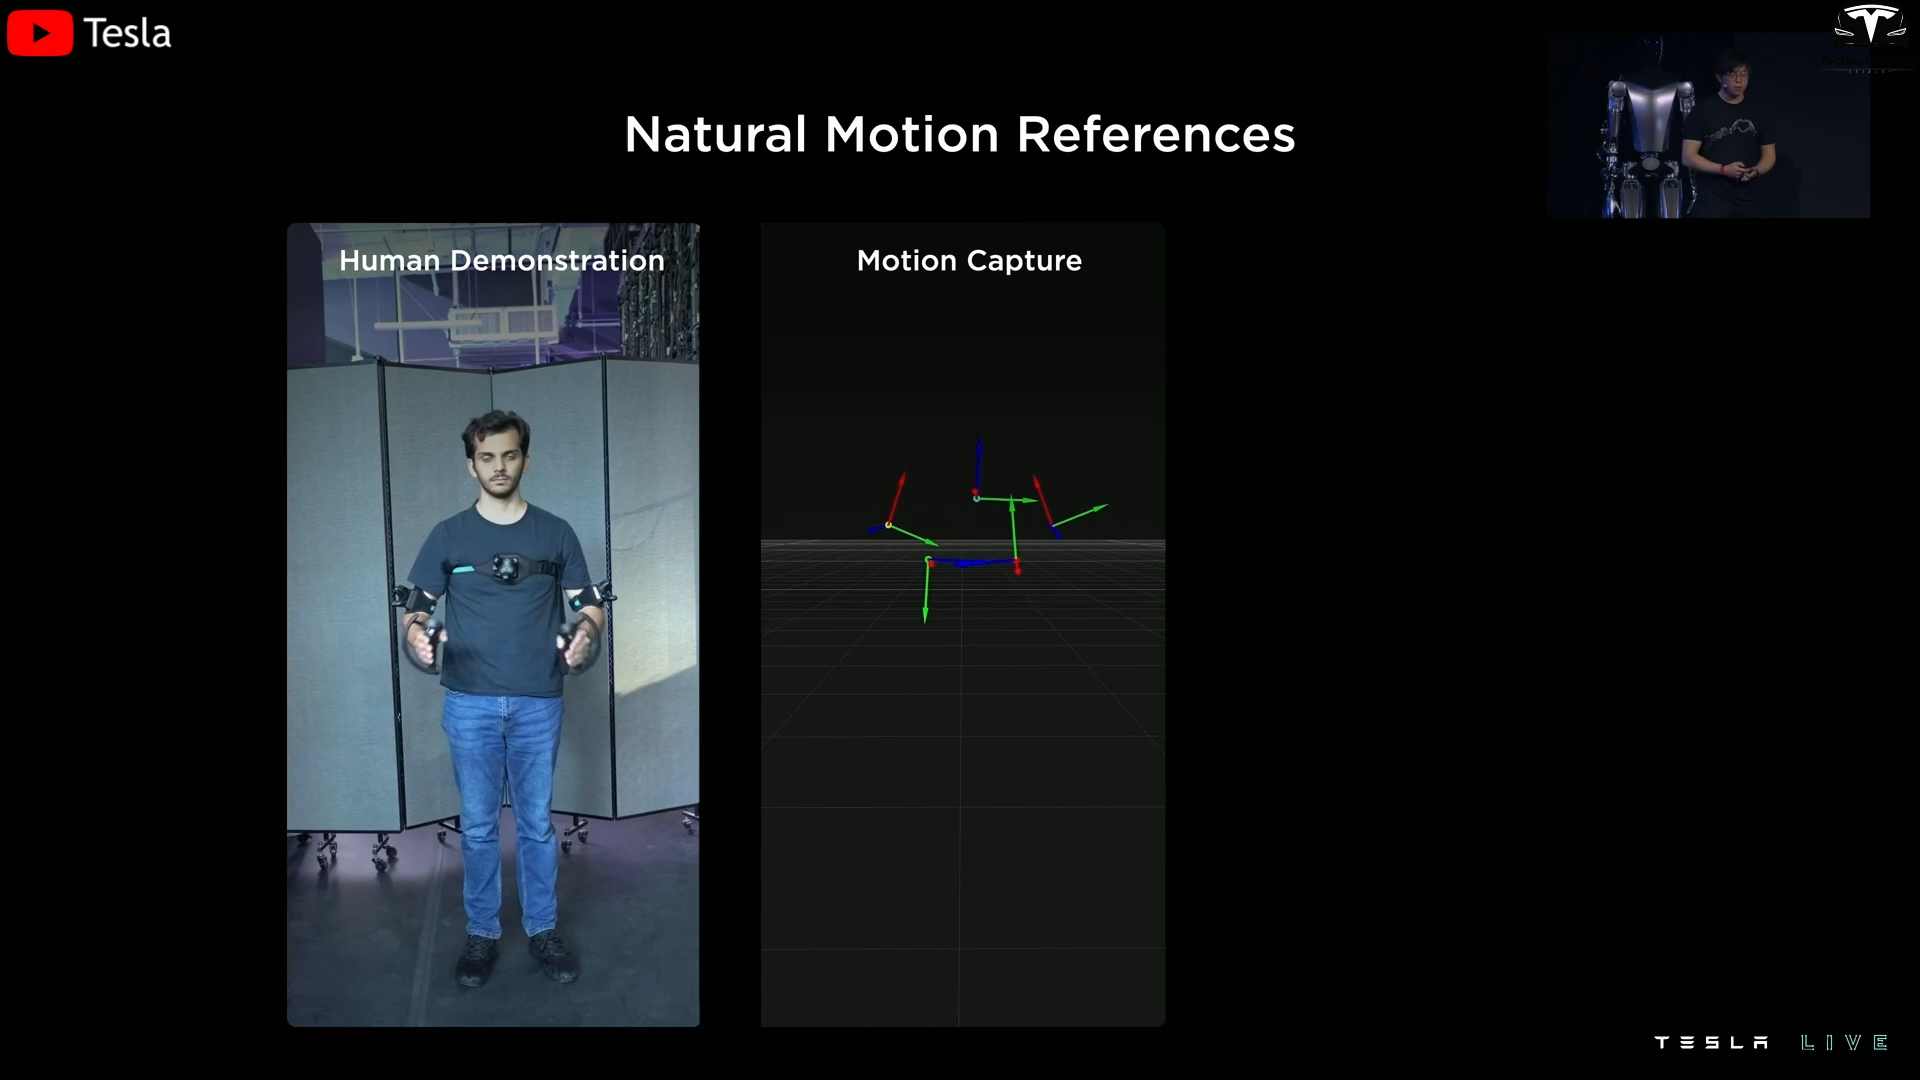 Tesla
Natural Motion References
Human Demonstration
Motion Capture
TESLA LIVE